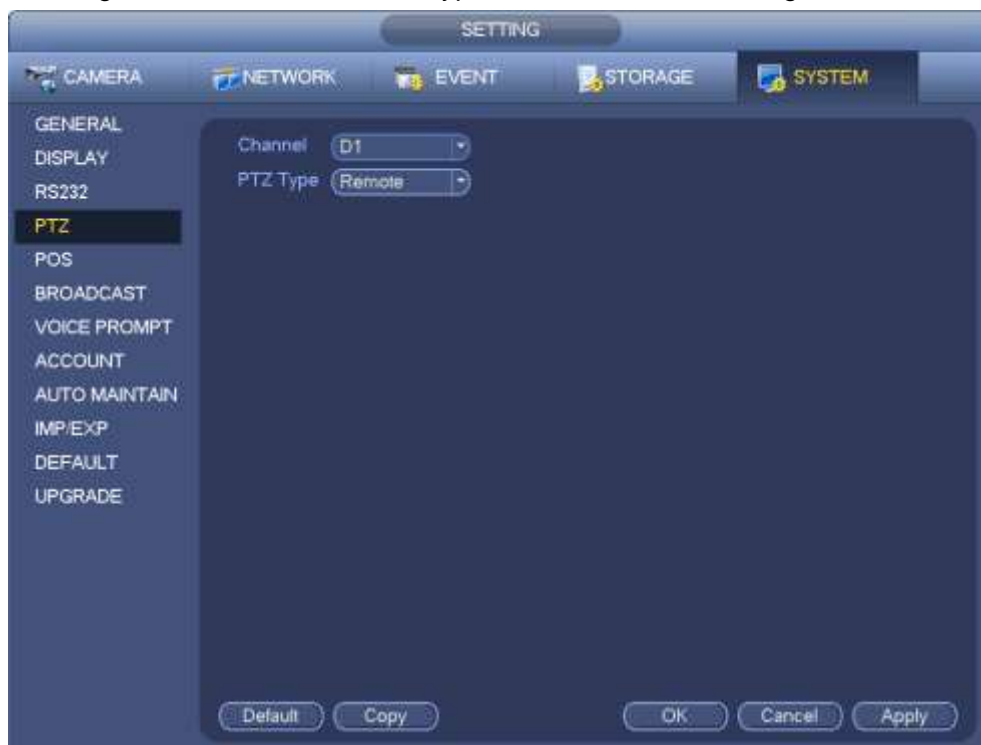 SETTING
CAMERA NETWORK EVENT STORAGE SYSTEM
GENERAL
DISPLAY
RS232
PTZ
POS
BROADCAST
VOICE PROMPT
ACCOUNT
AUTO MAINTAIN
IMP/EXP
DEFAULT
UPGRADE
Channel D1
PTZ Type Remote
Default Copy OK Cancel Apply